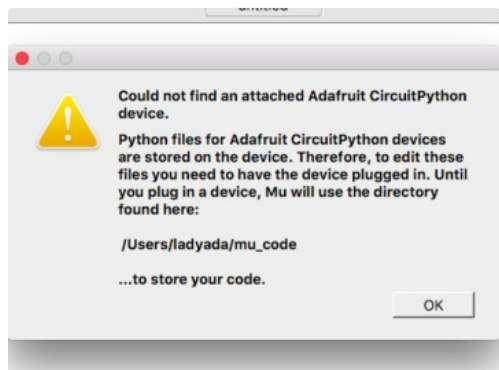 Could not find an attached Adafruit CircuitPython
device.
Python files for Adafruit CircuitPython devices
are stored on the device. Therefore, to edit these
files you need to have the device plugged in. Until
you plug in a device, Mu will use the directory
found here:
/Users/ladyada/mu_code
...to store your code.
OK